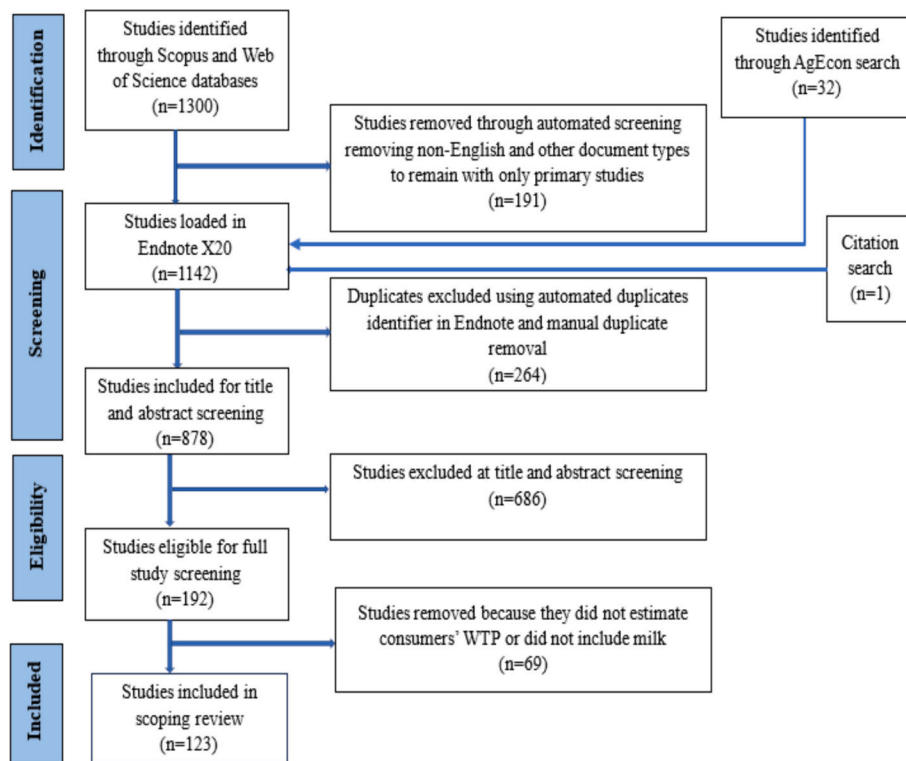 Identification
Studies identified
through Scopus and Web
of Science databases
(n=1300)
Studies identified
through AgEcon search
(n=32)
Studies removed through automated screening
removing non-English and other document types
to remain with only primary studies
(n=191)
Screening
Studies loaded in
Endnote X20
(n=1142)
Citation
search
(n=1)
Duplicates excluded using automated duplicates
identifier in Endnote and manual duplicate
removal
(n=264)
Studies included for title
and abstract screening
(n=878)
Eligibility
Studies excluded at title and abstract screening
(n=686)
Studies eligible for full
study screening
(n=192)
Studies removed because they did not estimate
consumers’ WTP or did not include milk
(n=69)
Included
Studies included in
scoping review
(n=123)